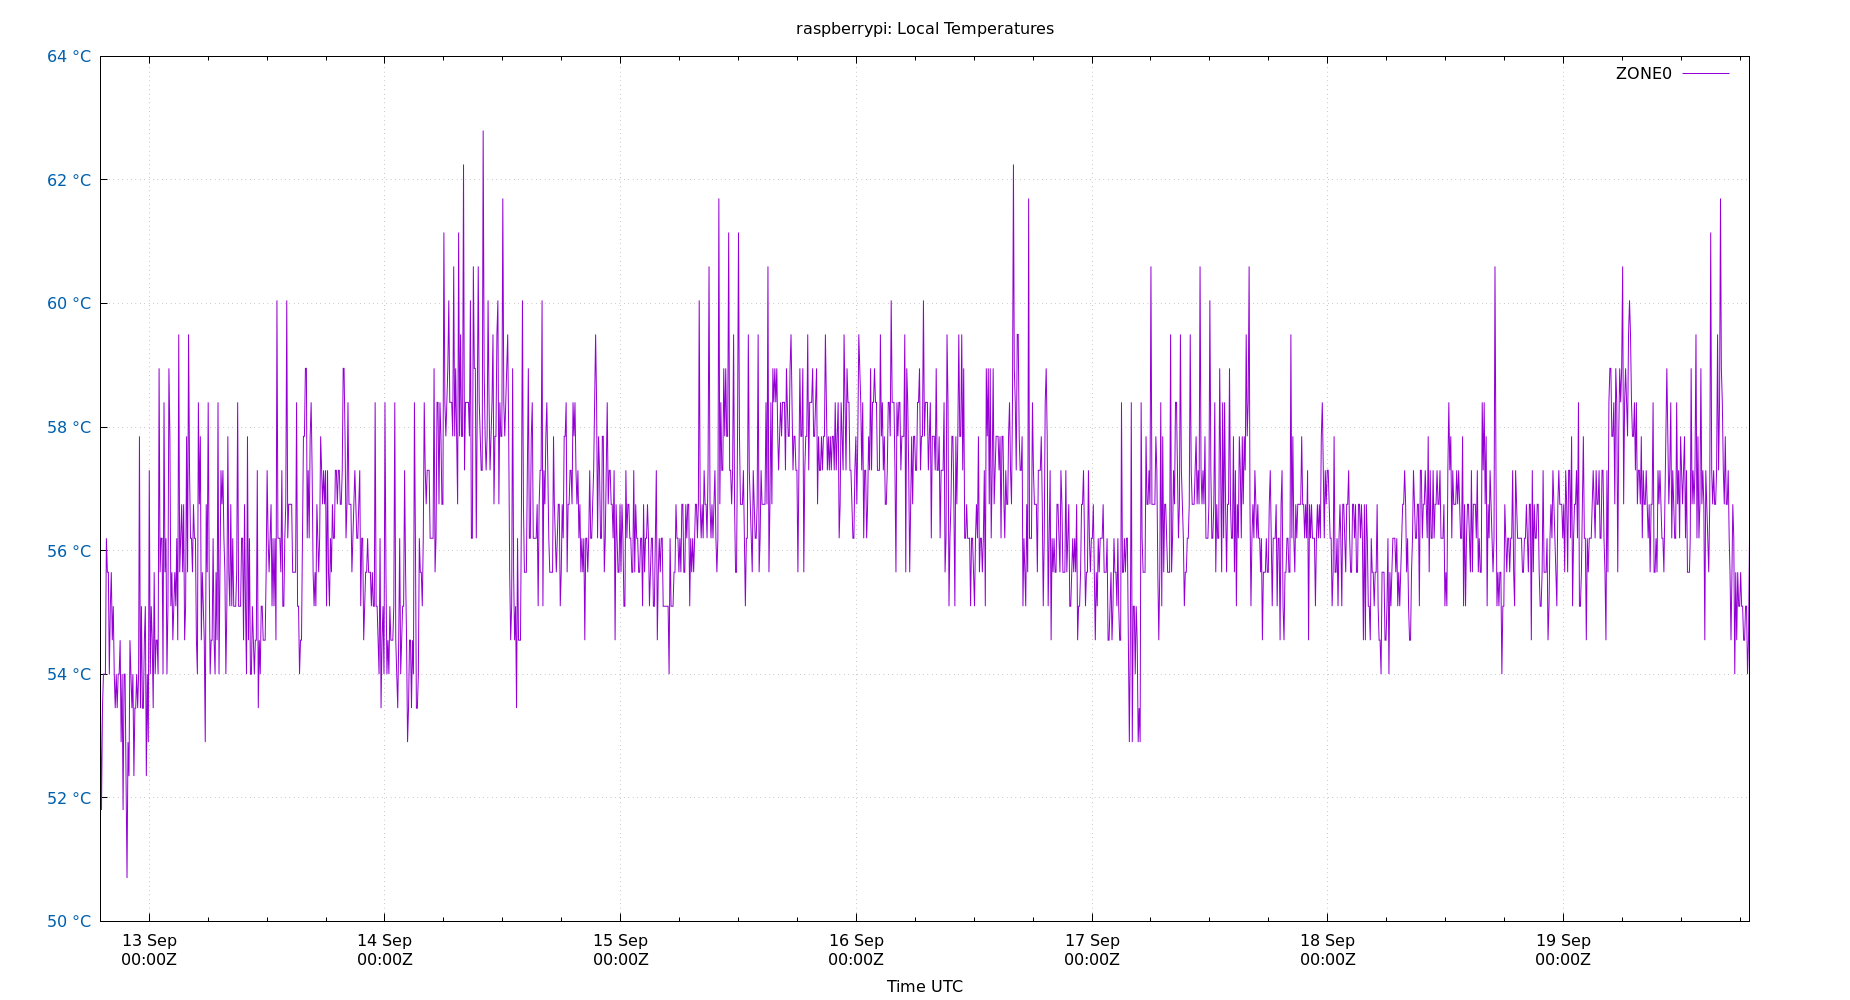 raspberrypi: Local Temperatures
64 °C
ZONE0
62 °C
60 °C
58 °C
56 °C
54 °C
52 °C
50 °C
13 Sep 14 Sep 15 Sep 16 Sep 17 Sep 18 Sep 19 Sep
00:00Z 00:00Z 00:00Z 00:00Z 00:00Z 00:00Z 00:00Z
Time UTC